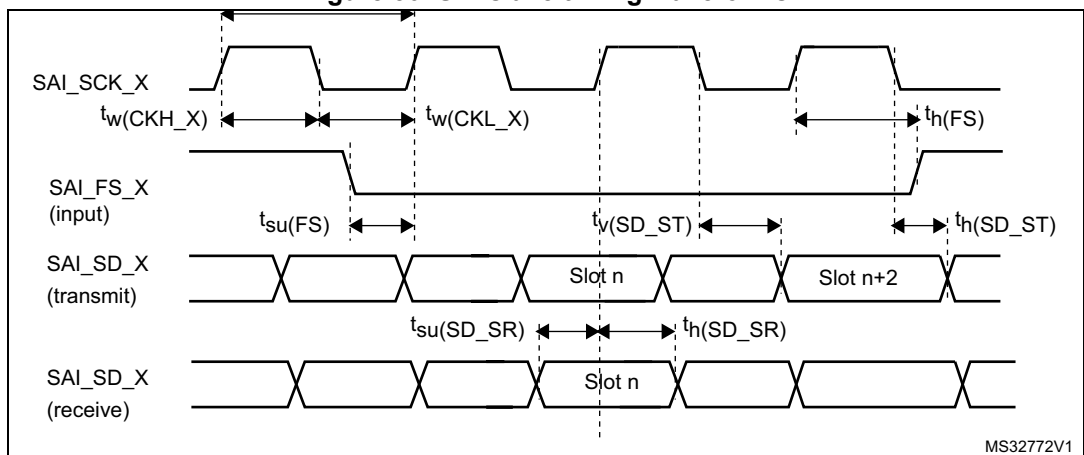 SAI_SCK_X
tw(CKH_X) tw(CKL_X) th(FS)
SAI_FS_X
(input)
tsu(FS) tv(SD_ST) th(SD_ST)
SAI_SD_X
(transmit)
Slot n Slot n+2
tsu(SD_SR) th(SD_SR)
SAI_SD_X
(receive)
Slot n
MS32772V1